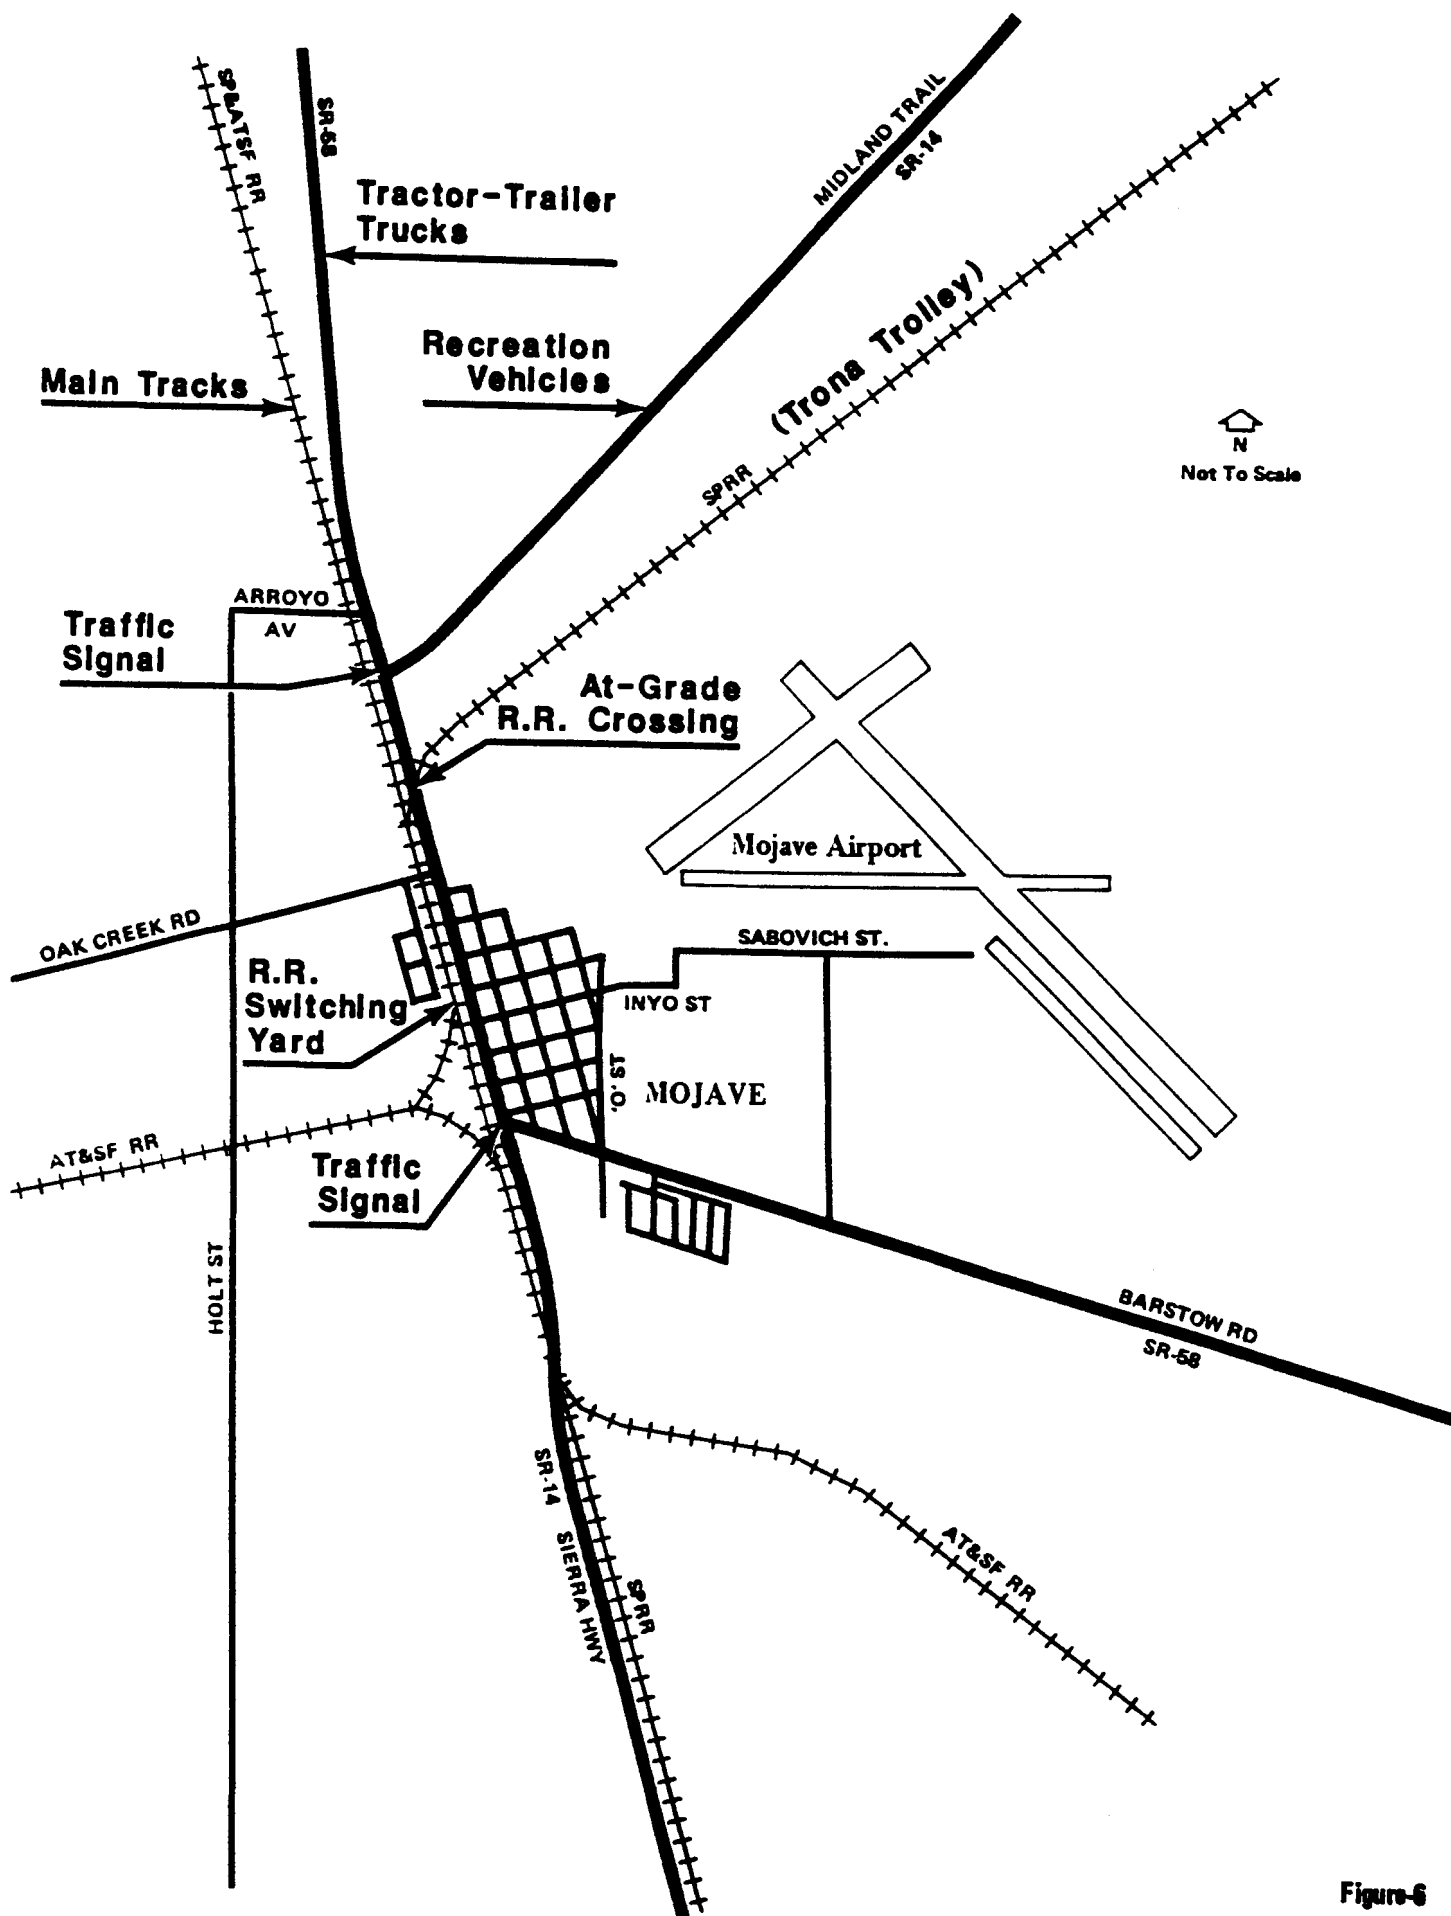 SP&ATSF RR
SR-58
MIDLAND TRAIL
SR-14
Tractor-Trailer
Trucks
(Trona Trolley)
Recreation
Vehicles
Main Tracks
N
Not To Scale
SPRR
ARROYO
AV
Traffic
Signal
At-Grade
R.R. Crossing
Mojave Airport
OAK CREEK RD
SABOVICH ST.
R.R.
Switching
Yard
INYO ST
'O' ST.
MOJAVE
AT&SF RR
Traffic
Signal
HOLT ST
BARSTOW RD
SR-58
SR-14
SIERRA HWY
SPRR
AT&SF RR
Figure-6